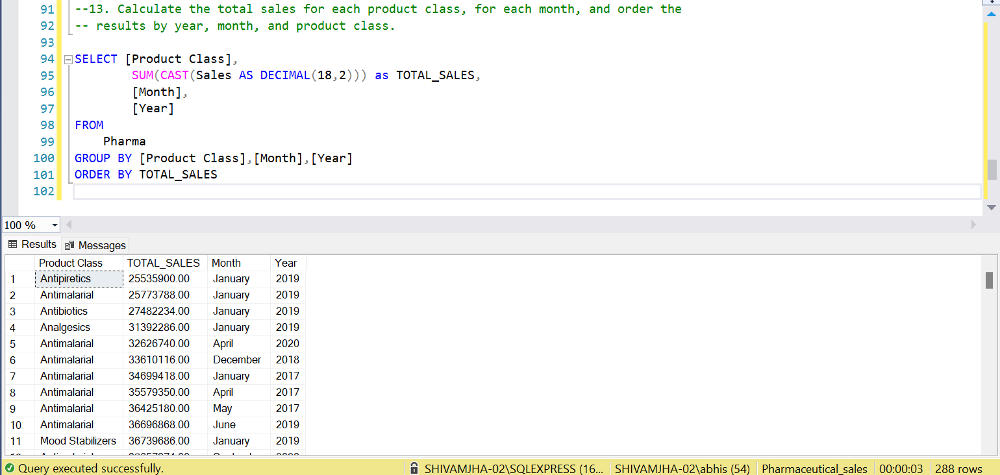 91 --13. Calculate the total sales for each product class, for each month, and order the
92 -- results by year, month, and product class.
93
94 SELECT [Product Class],
95 SUM(CAST(Sales AS DECIMAL(18,2))) as TOTAL_SALES,
96 [Month],
97 [Year]
98 FROM
99 Pharma
100 GROUP BY [Product Class],[Month],[Year]
101 ORDER BY TOTAL_SALES
102
100 %
Results Messages
Product Class TOTAL_SALES Month Year
1 Antipiretics 25535900.00 January 2019
2 Antimalarial 25773788.00 January 2019
3 Antibiotics 27482234.00 January 2019
4 Analgesics 31392286.00 January 2019
5 Antimalarial 32626740.00 April 2020
6 Antimalarial 33610116.00 December 2018
7 Antimalarial 34699418.00 January 2017
8 Antimalarial 35579350.00 April 2017
9 Antimalarial 36425180.00 May 2017
10 Antimalarial 36696868.00 June 2019
11 Mood Stabilizers 36739686.00 January 2019
Query executed successfully. SHIVAMJHA-02\SQLEXPRESS (16... SHIVAMJHA-02\abhis (54) Pharmaceutical_sales 00:00:03 288 rows